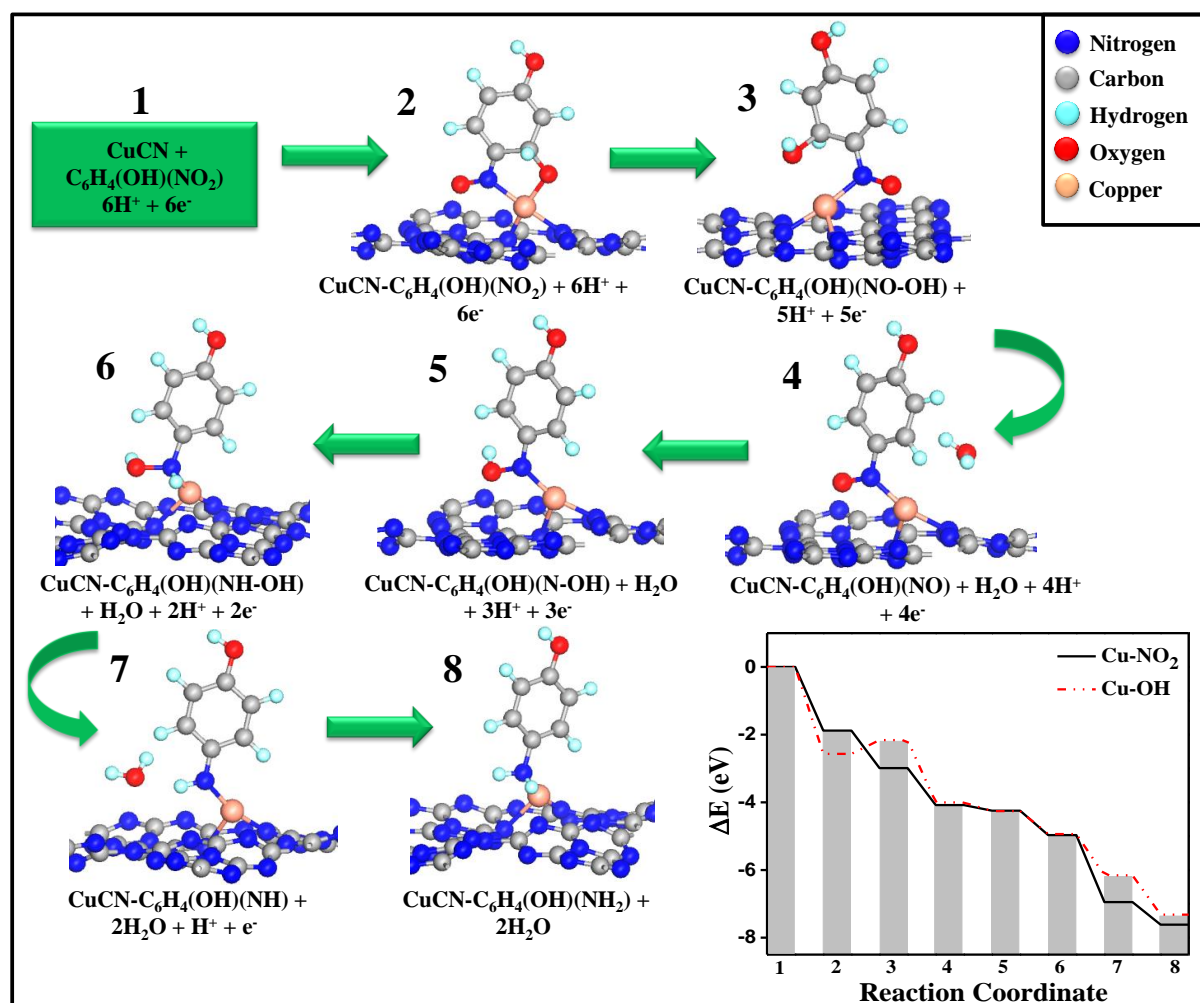 1
CuCN +
C₆H₄(OH)(NO₂)
6H⁺ + 6e⁻
2
CuCN-C₆H₄(OH)(NO₂) + 6H⁺ +
6e⁻
3
CuCN-C₆H₄(OH)(NO-OH) +
5H⁺ + 5e⁻
Nitrogen
Carbon
Hydrogen
Oxygen
Copper
6
CuCN-C₆H₄(OH)(NH-OH)
+ H₂O + 2H⁺ + 2e⁻
5
CuCN-C₆H₄(OH)(N-OH) + H₂O
+ 3H⁺ + 3e⁻
4
CuCN-C₆H₄(OH)(NO) + H₂O + 4H⁺
+ 4e⁻
7
CuCN-C₆H₄(OH)(NH) +
2H₂O + H⁺ + e⁻
8
CuCN-C₆H₄(OH)(NH₂) +
2H₂O
Cu-NO₂
Cu-OH
ΔE (eV)
0
-2
-4
-6
-8
1 2 3 4 5 6 7 8
Reaction Coordinate